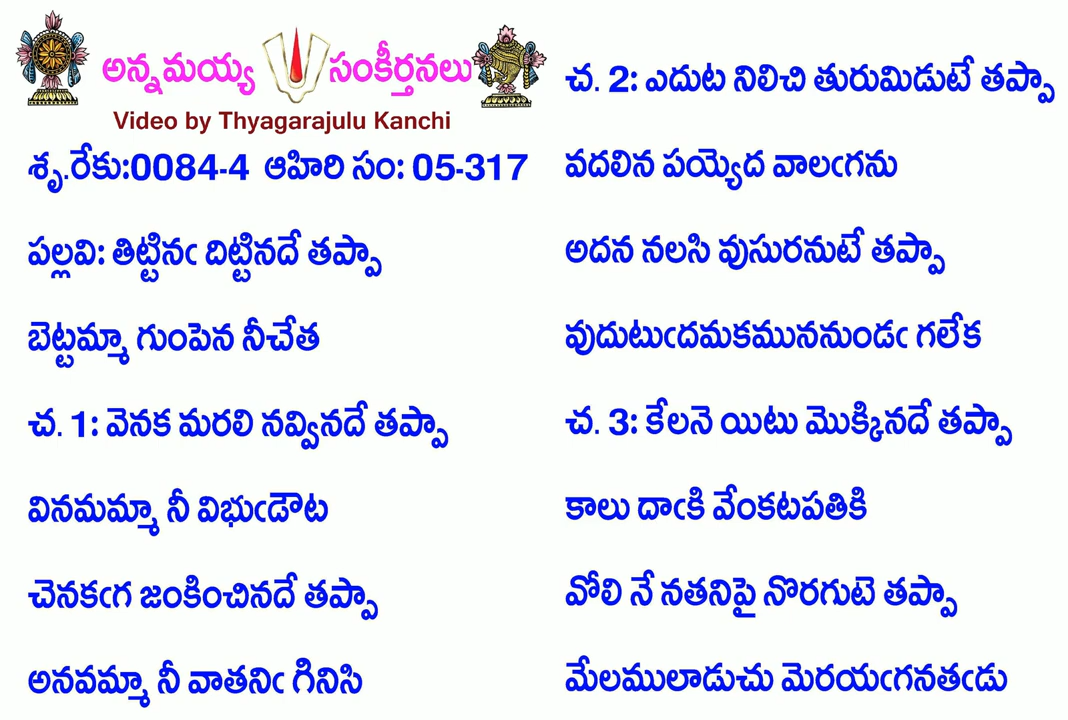 అన్నమయ్య సంకీర్తనలు
Video by Thyagarajulu Kanchi
శృ.రేకు:0084-4 ఆహిరి సం: 05-317
పల్లవి: తిట్టినఁ దిట్టినదే తప్పా
బెట్టమ్మా గుంపెన నీచేత
చ. 1: వెనక మరలి నవ్వినదే తప్పా
వినమమ్మా నీ విభుఁడౌట
చెనకఁగ జంకించినదే తప్పా
అనవమ్మా నీ వాతనిఁ గినిసి
చ. 2: ఎదుట నిలిచి తురుమిడుటే తప్పా
వదలిన పయ్యెద వాలఁగను
అదన నలసి వుసురనుటే తప్పా
వుదుటుఁదమకముననుండఁ గలేక
చ. 3: కేలనె యిటు మొక్కినదే తప్పా
కాలు దాఁకి వేంకటపతికి
వోలి నే నతనిపై నొరగుటె తప్పా
మేలములాడుచు మెరయఁగనతఁడు